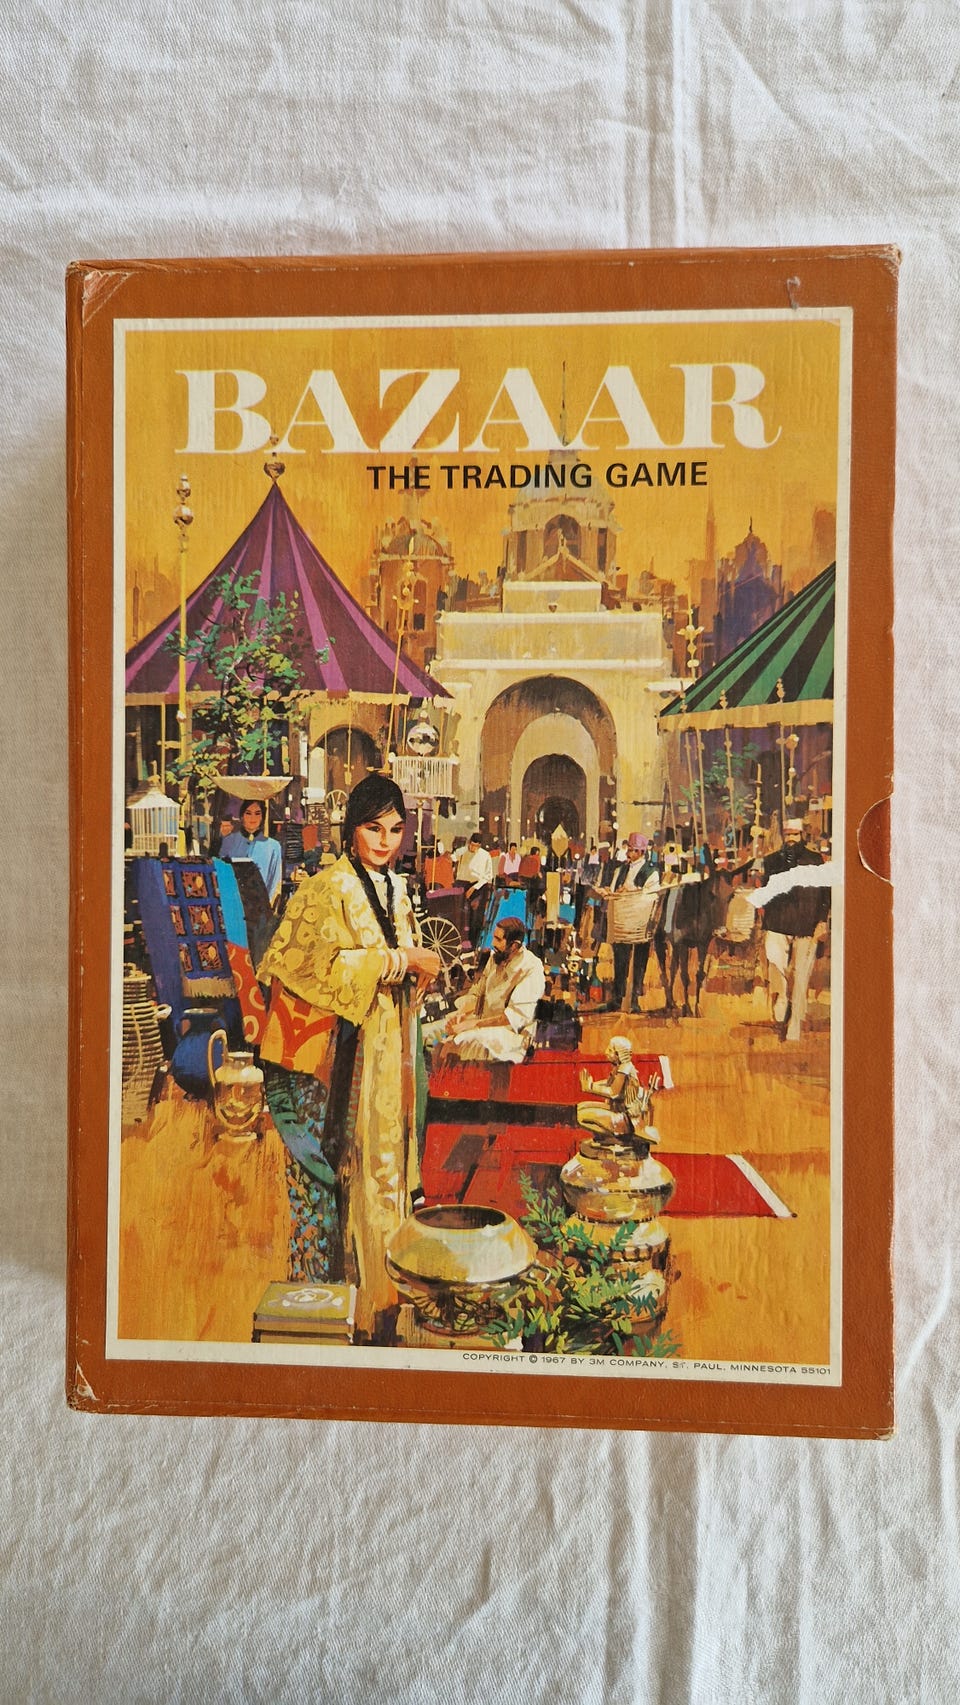 BAZAAR
THE TRADING GAME
COPYRIGHT © 1967 BY 3M COMPANY, ST. PAUL, MINNESOTA 55101